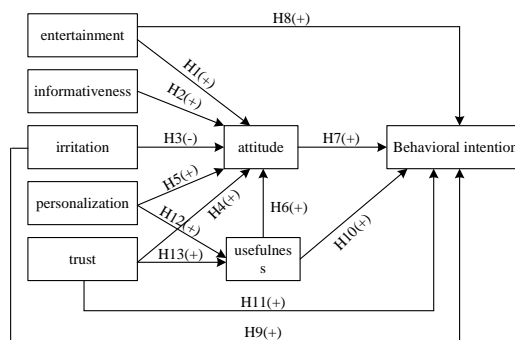 H8(+)
entertainment
H1(+)
informativeness
H2(+)
irritation
H3(-)
attitude
H7(+)
Behavioral intention
H5(+)
personalization
H4(+)
H12(+)
H6(+)
H10(+)
trust
H13(+)
usefulnes
s
H11(+)
H9(+)